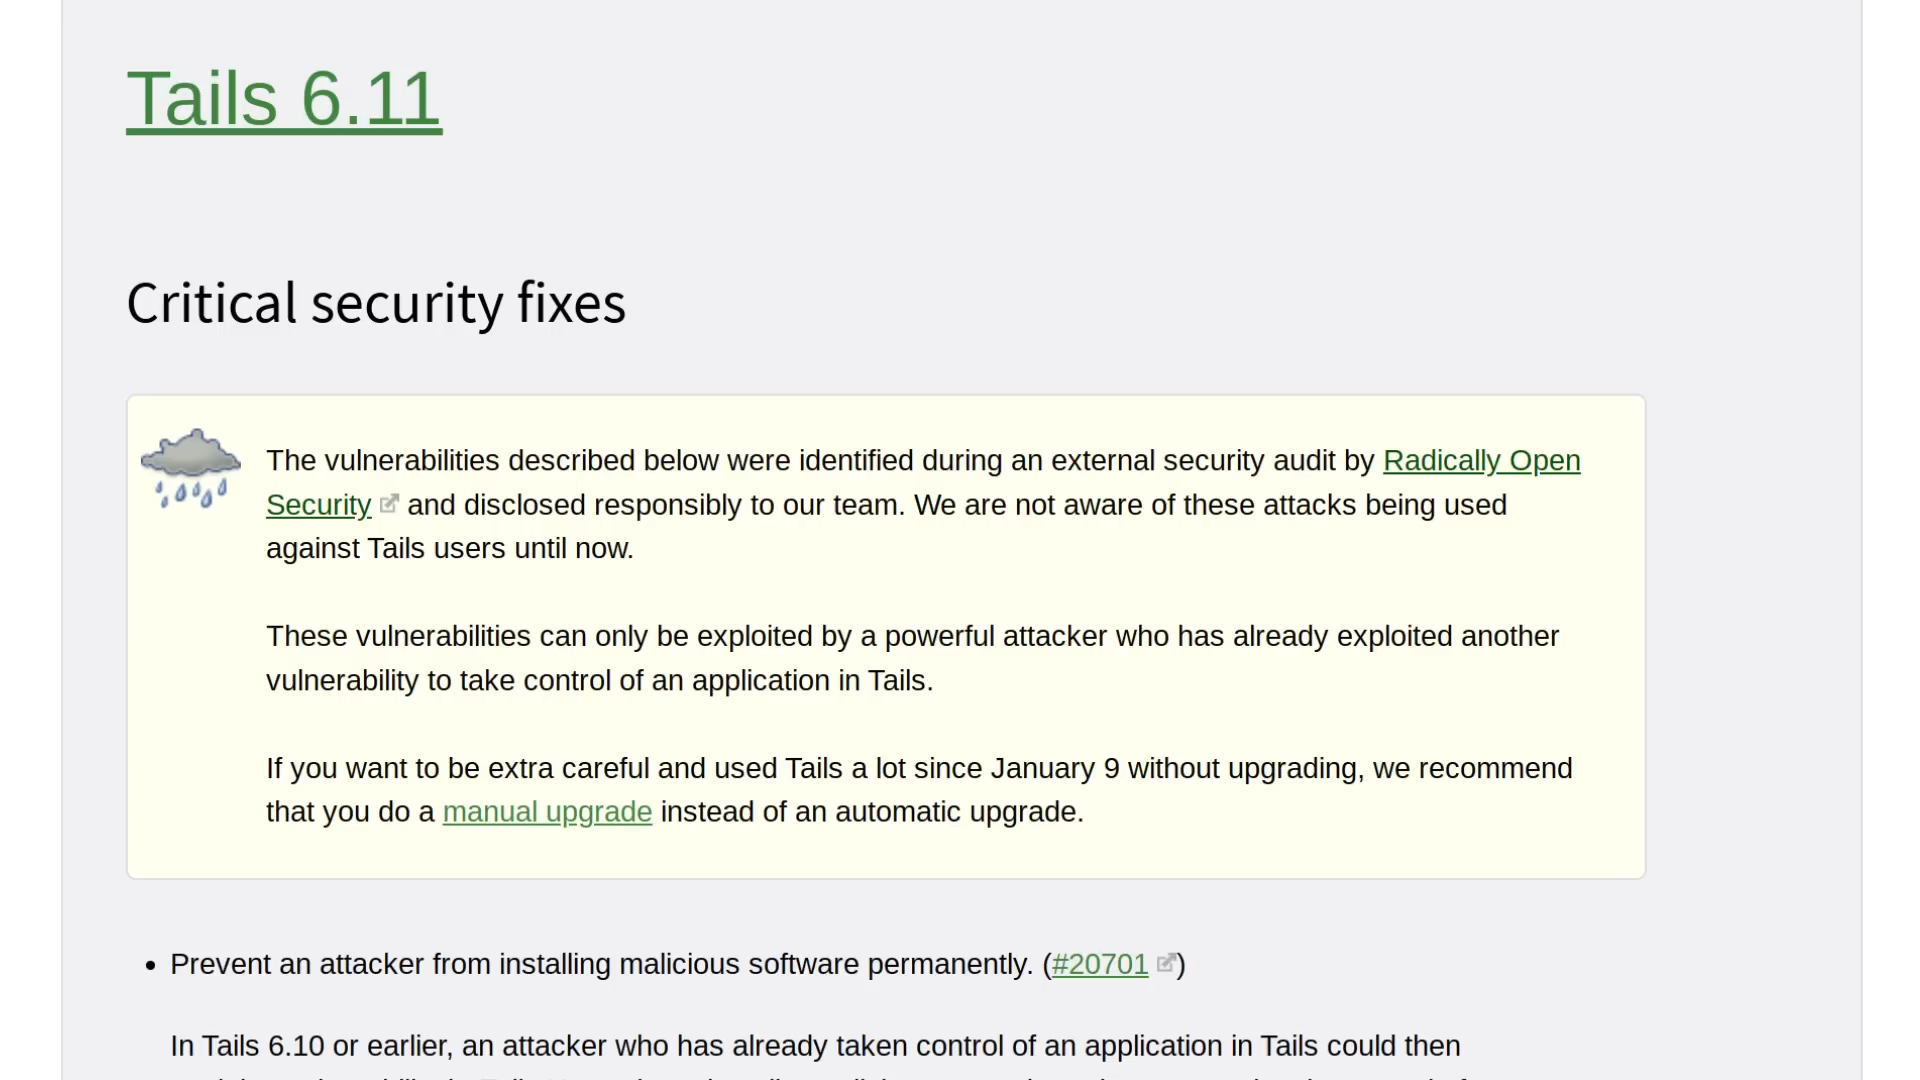 Tails 6.11
Critical security fixes
The vulnerabilities described below were identified during an external security audit by Radically Open
Security and disclosed responsibly to our team. We are not aware of these attacks being used
against Tails users until now.
These vulnerabilities can only be exploited by a powerful attacker who has already exploited another
vulnerability to take control of an application in Tails.
If you want to be extra careful and used Tails a lot since January 9 without upgrading, we recommend
that you do a manual upgrade instead of an automatic upgrade.
• Prevent an attacker from installing malicious software permanently. (#20701)
In Tails 6.10 or earlier, an attacker who has already taken control of an application in Tails could then